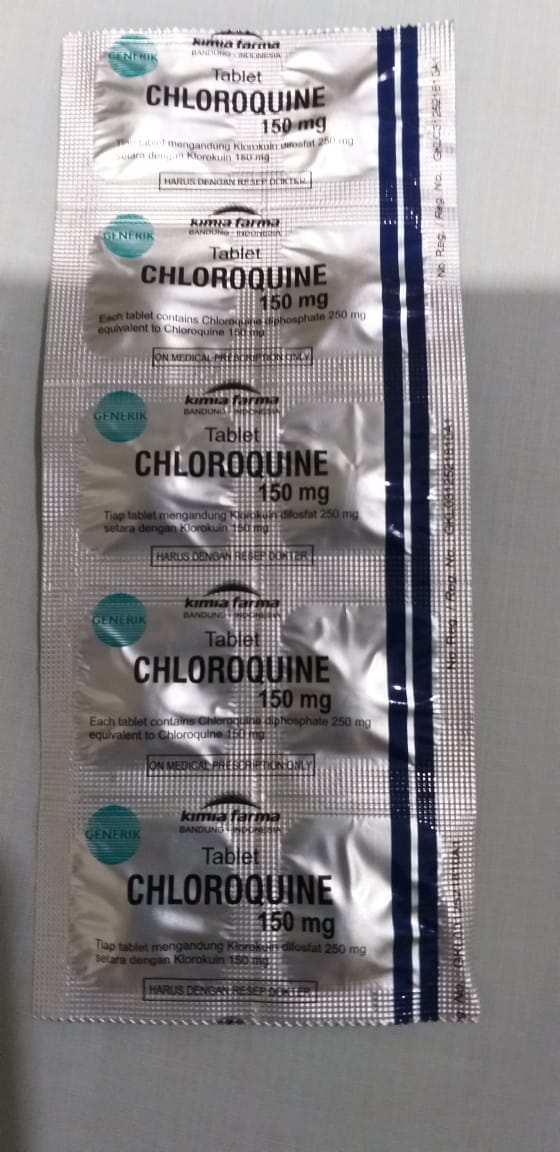 GENERIK
kimia farma
BANDUNG - INDONESIA
Tablet
CHLOROQUINE
150 mg
Tiap tablet mengandung Klorokuin difosfat 250 mg
setara dengan Klorokuin 150 mg
HARUS DENGAN RESEP DOKTER
GENERIK
kimia farma
BANDUNG - INDONESIA
Tablet
CHLOROQUINE
150 mg
Each tablet contains Chloroquine diphosphate 250 mg
equivalent to Chloroquine 150 mg
ON MEDICAL PRESCRIPTION ONLY
GENERIK
kimia farma
BANDUNG - INDONESIA
Tablet
CHLOROQUINE
150 mg
Tiap tablet mengandung Klorokuin difosfat 250 mg
setara dengan Klorokuin 150 mg
HARUS DENGAN RESEP DOKTER
GENERIK
kimia farma
BANDUNG - INDONESIA
Tablet
CHLOROQUINE
150 mg
Each tablet contains Chloroquine diphosphate 250 mg
equivalent to Chloroquine 150 mg
ON MEDICAL PRESCRIPTION ONLY
GENERIK
kimia farma
BANDUNG - INDONESIA
Tablet
CHLOROQUINE
150 mg
Tiap tablet mengandung Klorokuin difosfat 250 mg
setara dengan Klorokuin 150 mg
HARUS DENGAN RESEP DOKTER
No. Reg. / Reg. No.
No. Reg. / Reg. No.